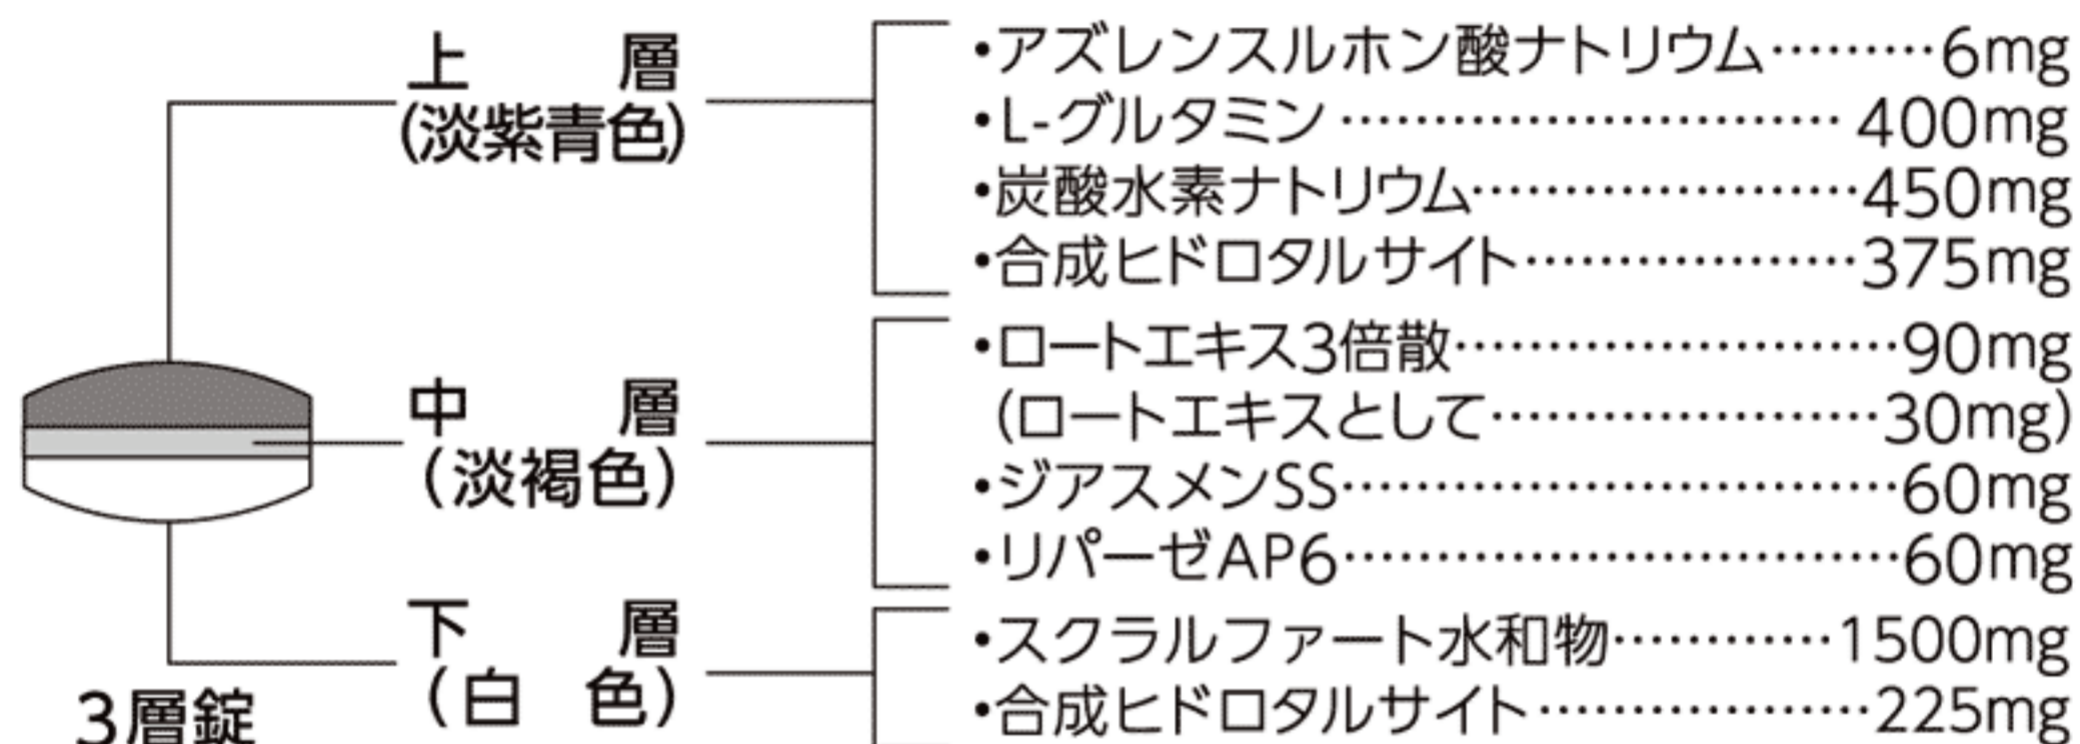 上層
(淡紫青色)
・アズレンスルホン酸ナトリウム………6mg
・L-グルタミン………………………400mg
・炭酸水素ナトリウム…………………450mg
・合成ヒドロタルサイト………………375mg
中層
(淡褐色)
・ロートエキス3倍散……………………90mg
(ロートエキスとして…………………30mg)
・ジアスメンSS…………………………60mg
・リパーゼAP6…………………………60mg
下層
(白色)
・スクラルファート水和物…………1500mg
・合成ヒドロタルサイト………………225mg
3層錠